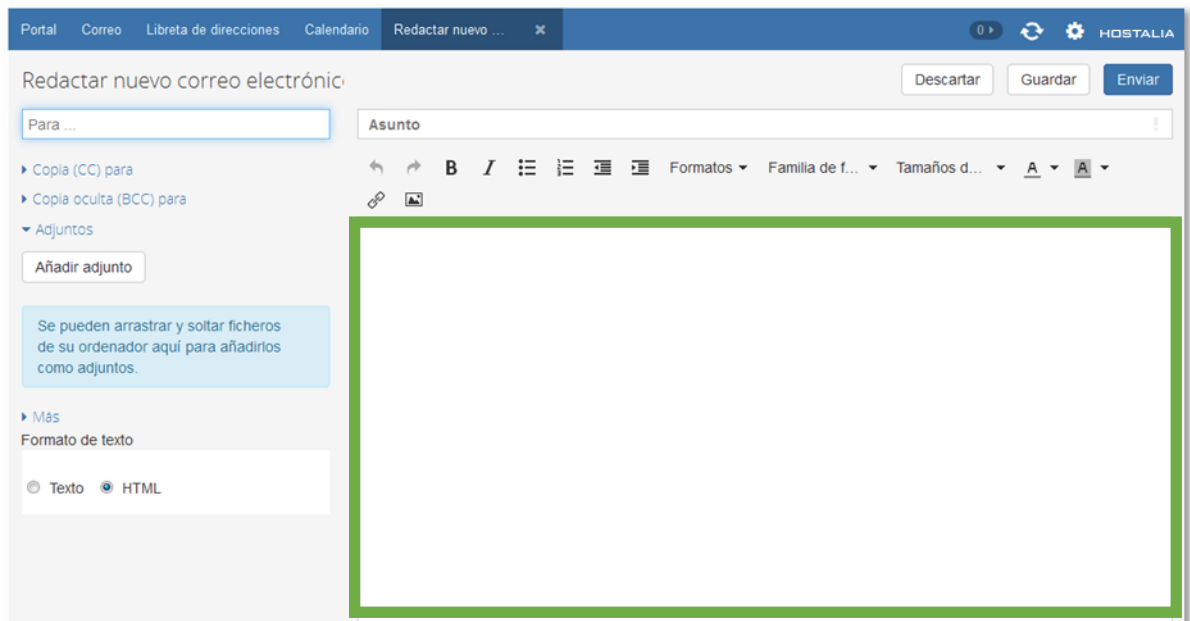 Portal Correo Libreta de direcciones Calendario Redactar nuevo ... × 0 HOSTALIA
Redactar nuevo correo electrónic
Descartar Guardar Enviar
Para ...
Asunto
Copia (CC) para
Copia oculta (BCC) para
Adjuntos
Añadir adjunto
Se pueden arrastrar y soltar ficheros
de su ordenador aquí para añadirlos
como adjuntos.
Más
Formato de texto
Texto HTML
B I Formatos Familia de f... Tamaños d... A A